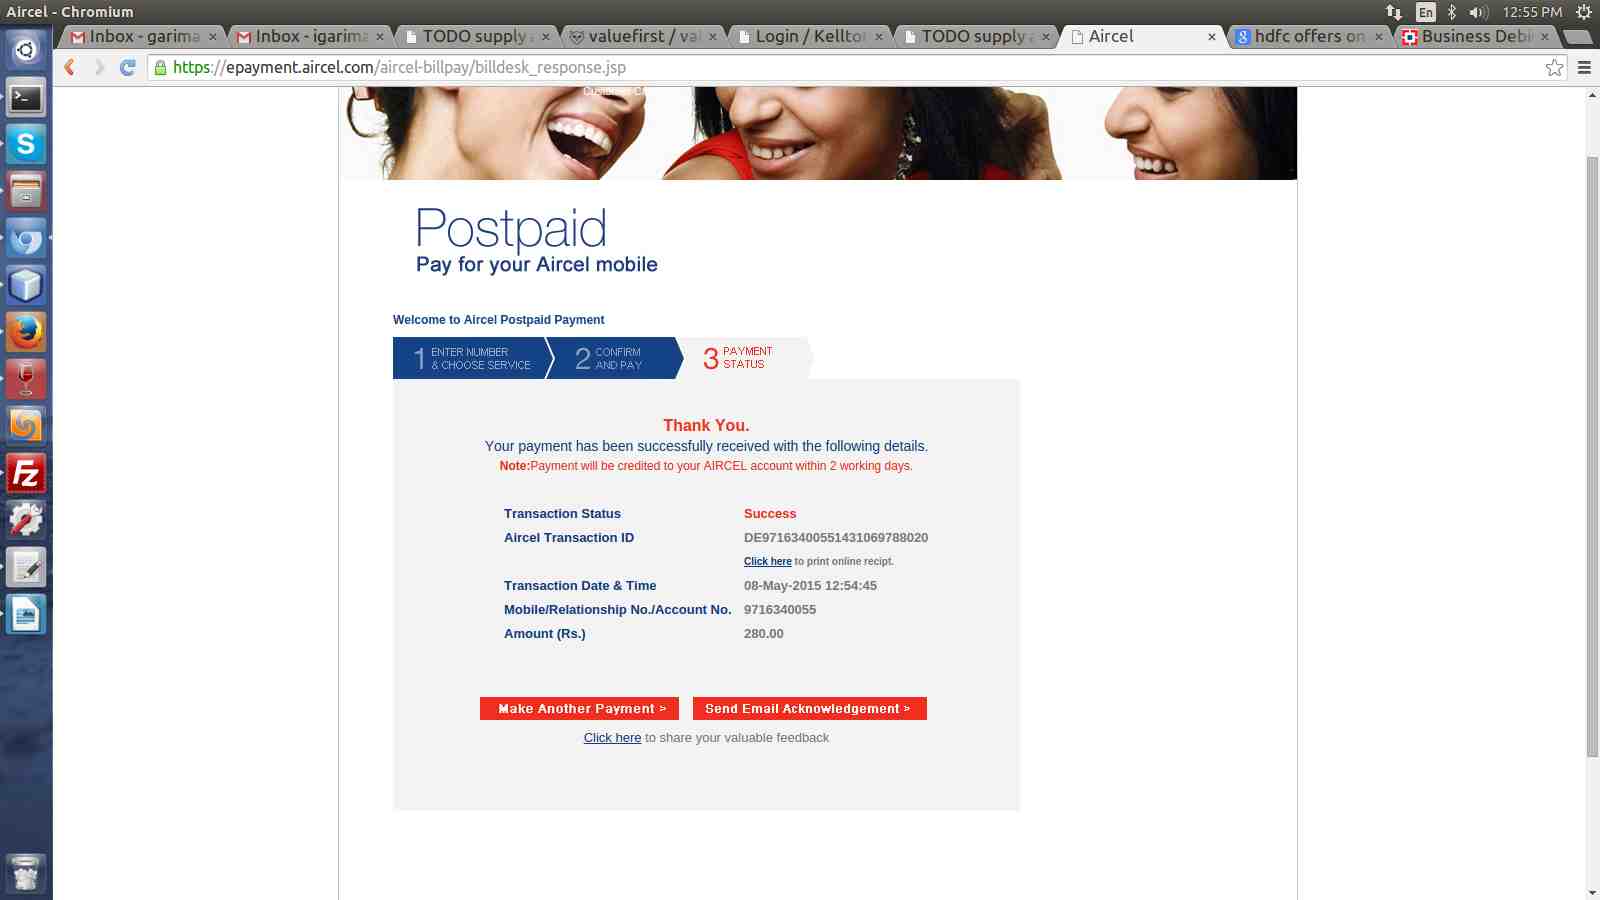 Aircel - Chromium
En
12:55 PM
Inbox - garima
Inbox - igarima
TODO supply
valuefirst / val
Login / Kellto
TODO supply
Aircel
hdfc offers on
Business Debi
https://epayment.aircel.com/aircel-billpay/billdesk_response.jsp
Postpaid
Pay for your Aircel mobile
Welcome to Aircel Postpaid Payment
1 ENTER NUMBER
& CHOOSE SERVICE
2 CONFIRM
AND PAY
3 PAYMENT
STATUS
Thank You.
Your payment has been successfully received with the following details.
Note:Payment will be credited to your AIRCEL account within 2 working days.
Transaction Status Success
Aircel Transaction ID DE97163400551431069788020
Click here to print online recipt.
Transaction Date & Time 08-May-2015 12:54:45
Mobile/Relationship No./Account No. 9716340055
Amount (Rs.) 280.00
Make Another Payment >
Send Email Acknowledgement >
Click here to share your valuable feedback